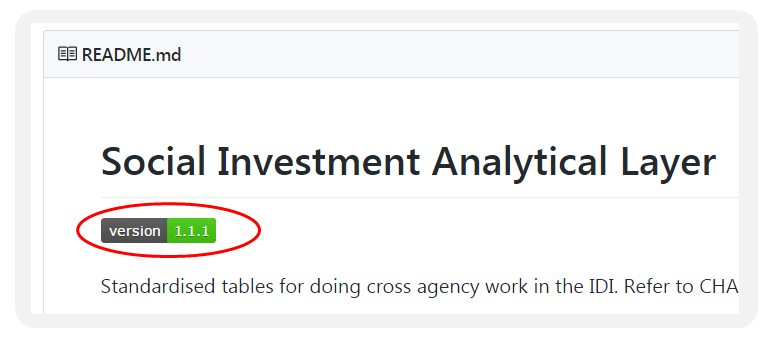 README.md
Social Investment Analytical Layer
version 1.1.1
Standardised tables for doing cross agency work in the IDI. Refer to CHA